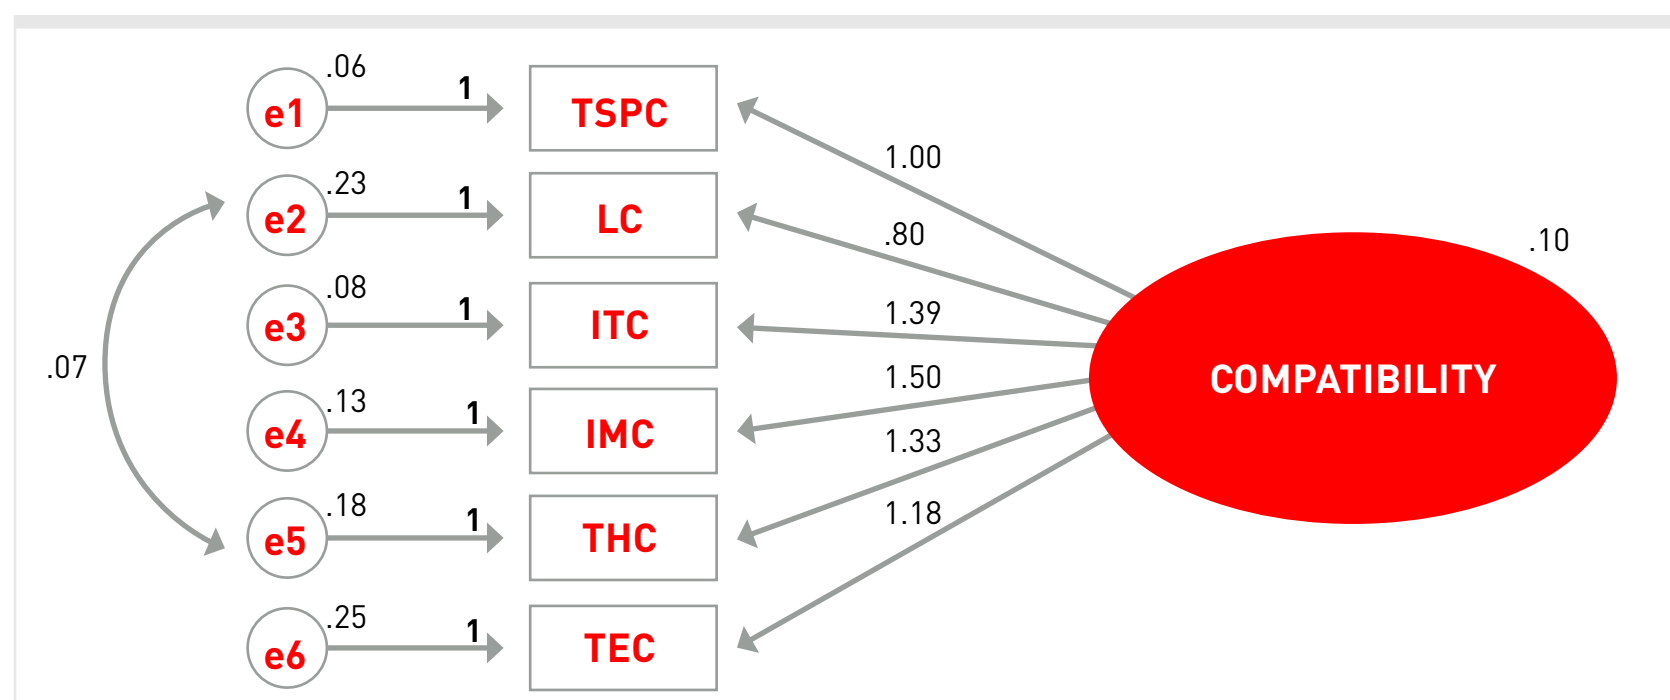 .06
e1
1
TSPC
1.00
.23
e2
1
LC
.80
.10
.08
e3
1
ITC
1.39
.07
COMPATIBILITY
.13
e4
1
IMC
1.50
.18
e5
1
THC
1.33
.25
e6
1
TEC
1.18